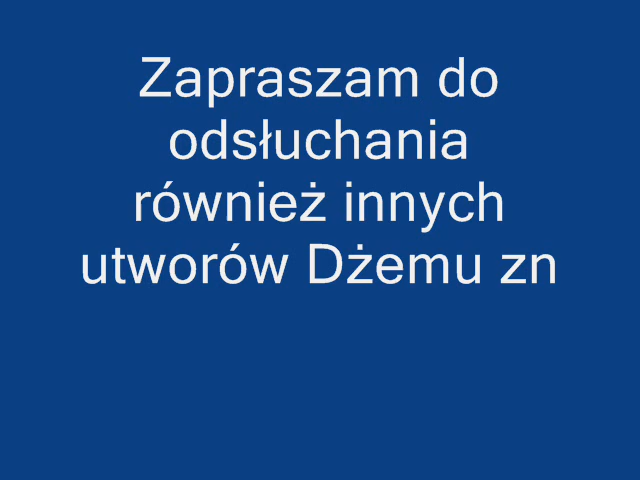 Zapraszam do
odsłuchania
również innych
utworów Dżemu zn